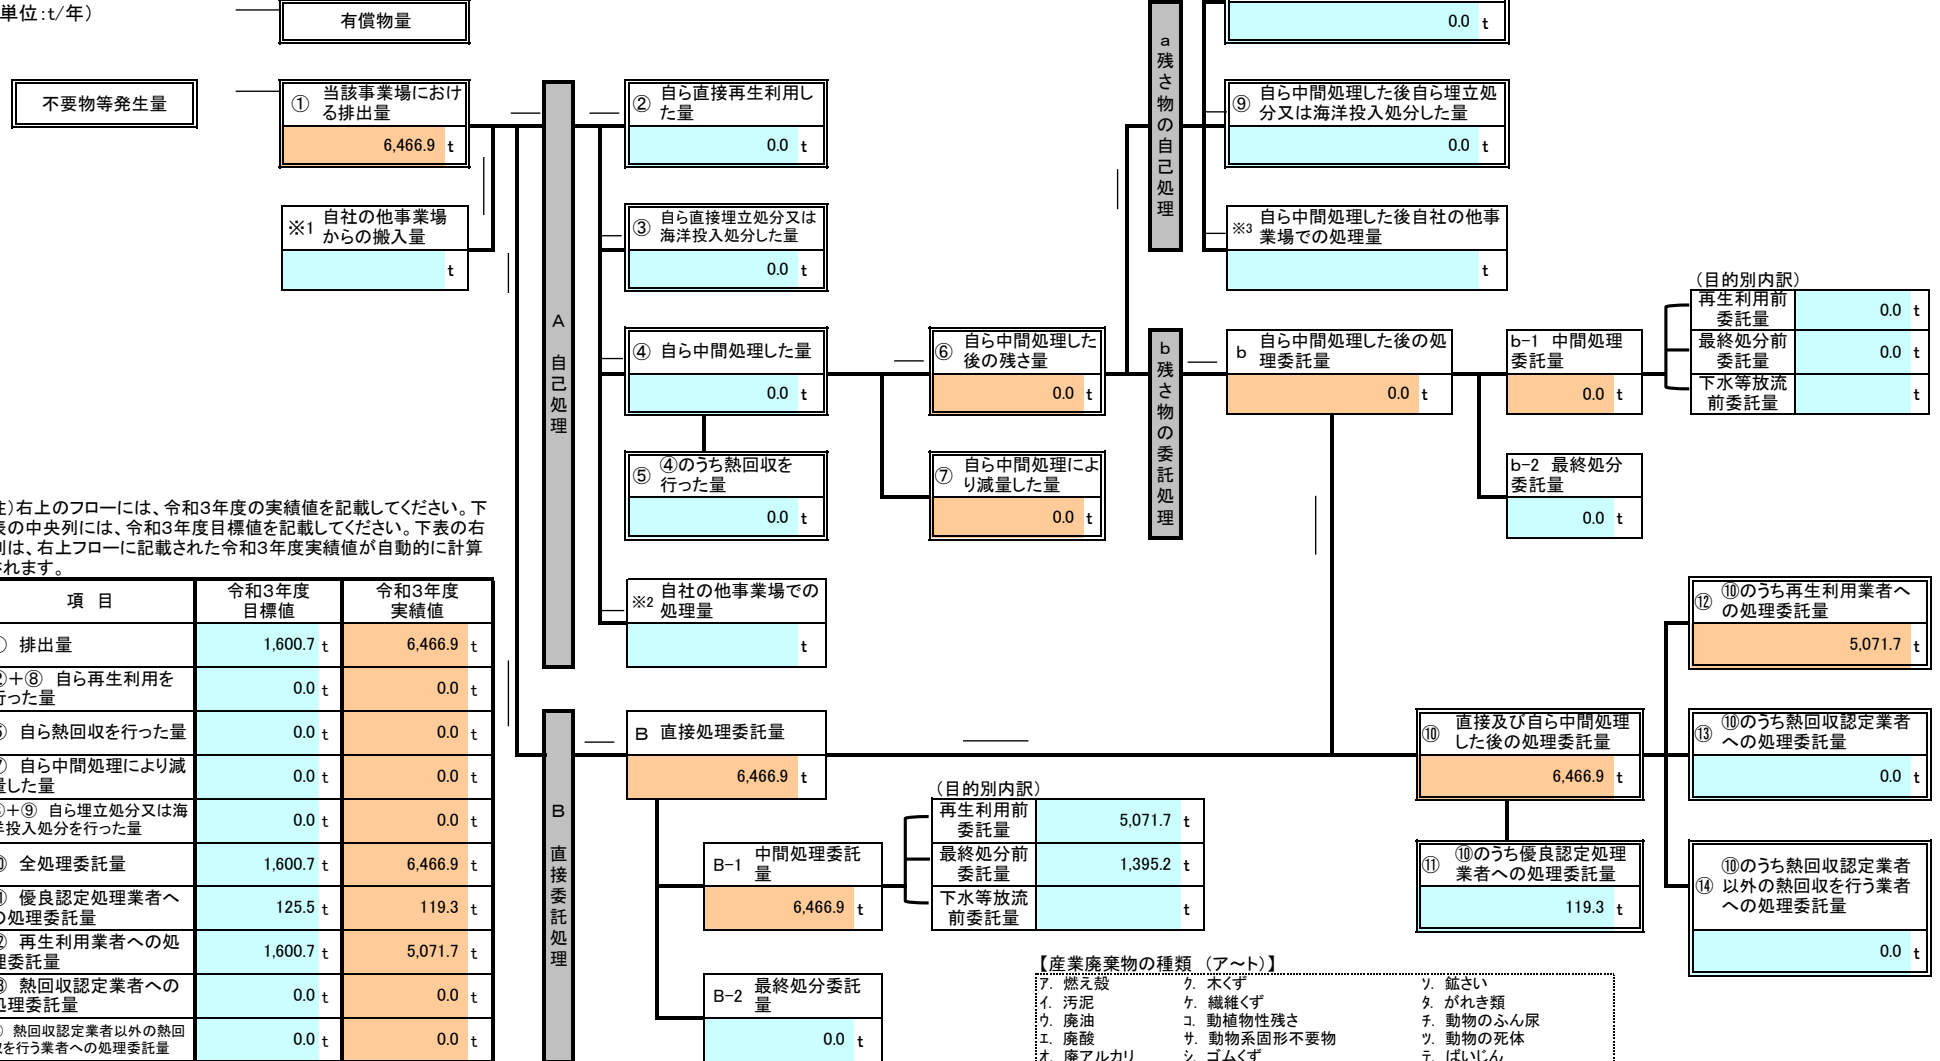 単位:t/年）
有償物量
0.0 t
不要物等発生量
① 当該事業場におけ
る排出量
6,466.9 t
※1 自社の他事業場
からの搬入量
t
A 自己処理
② 自ら直接再生利用し
た量
0.0 t
③ 自ら直接埋立処分又は
海洋投入処分した量
0.0 t
④ 自ら中間処理した量
0.0 t
⑤ ④のうち熱回収を
行った量
0.0 t
※2 自社の他事業場での
処理量
t
⑥ 自ら中間処理した
後の残さ量
0.0 t
⑦ 自ら中間処理によ
り減量した量
0.0 t
a 残さ物の自己処理
⑨ 自ら中間処理した後自ら埋立処
分又は海洋投入処分した量
0.0 t
※3 自ら中間処理した後自社の他事
業場での処理量
t
b 残さ物の委託処理
b 自ら中間処理した後の処
理委託量
0.0 t
b-1 中間処理
委託量
0.0 t
b-2 最終処分
委託量
0.0 t
（目的別内訳）
再生利用前
委託量
0.0 t
最終処分前
委託量
0.0 t
下水等放流
前委託量
t
）右上のフローには、令和3年度の実績値を記載してください。下
の中央列には、令和3年度目標値を記載してください。下表の右
は、右上フローに記載された令和3年度実績値が自動的に計算
れます。
項 目 令和3年度
目標値 令和3年度
実績値
排出量 1,600.7 t 6,466.9 t
＋⑧ 自ら再生利用を
行った量 0.0 t 0.0 t
自ら熱回収を行った量 0.0 t 0.0 t
自ら中間処理により減
量した量 0.0 t 0.0 t
＋⑨ 自ら埋立処分又は海
洋投入処分を行った量 0.0 t 0.0 t
全処理委託量 1,600.7 t 6,466.9 t
優良認定処理業者へ
の処理委託量 125.5 t 119.3 t
再生利用業者への処
理委託量 1,600.7 t 5,071.7 t
熱回収認定業者への
処理委託量 0.0 t 0.0 t
熱回収認定業者以外の熱回
収を行う業者への処理委託量 0.0 t 0.0 t
B 直接委託処理
B 直接処理委託量
6,466.9 t
B-1 中間処理委託
量
6,466.9 t
B-2 最終処分委託
量
0.0 t
（目的別内訳）
再生利用前
委託量
5,071.7 t
最終処分前
委託量
1,395.2 t
下水等放流
前委託量
t
⑩ 直接及び自ら中間処理
した後の処理委託量
6,466.9 t
⑪ ⑩のうち優良認定処理
業者への処理委託量
119.3 t
⑫ ⑩のうち再生利用業者へ
の処理委託量
5,071.7 t
⑬ ⑩のうち熱回収認定業者
への処理委託量
0.0 t
⑭ ⑩のうち熱回収認定業者
以外の熱回収を行う業者
への処理委託量
0.0 t
【産業廃棄物の種類 （ア～ト）】
ア. 燃え殻 ク. 木くず ソ. 鉱さい
イ. 汚泥 ケ. 繊維くず タ. がれき類
ウ. 廃油 コ. 動植物性残さ チ. 動物のふん尿
エ. 廃酸 サ. 動物系固形不要物 ツ. 動物の死体
オ. 廃アルカリ シ. ゴムくず テ. ばいじん